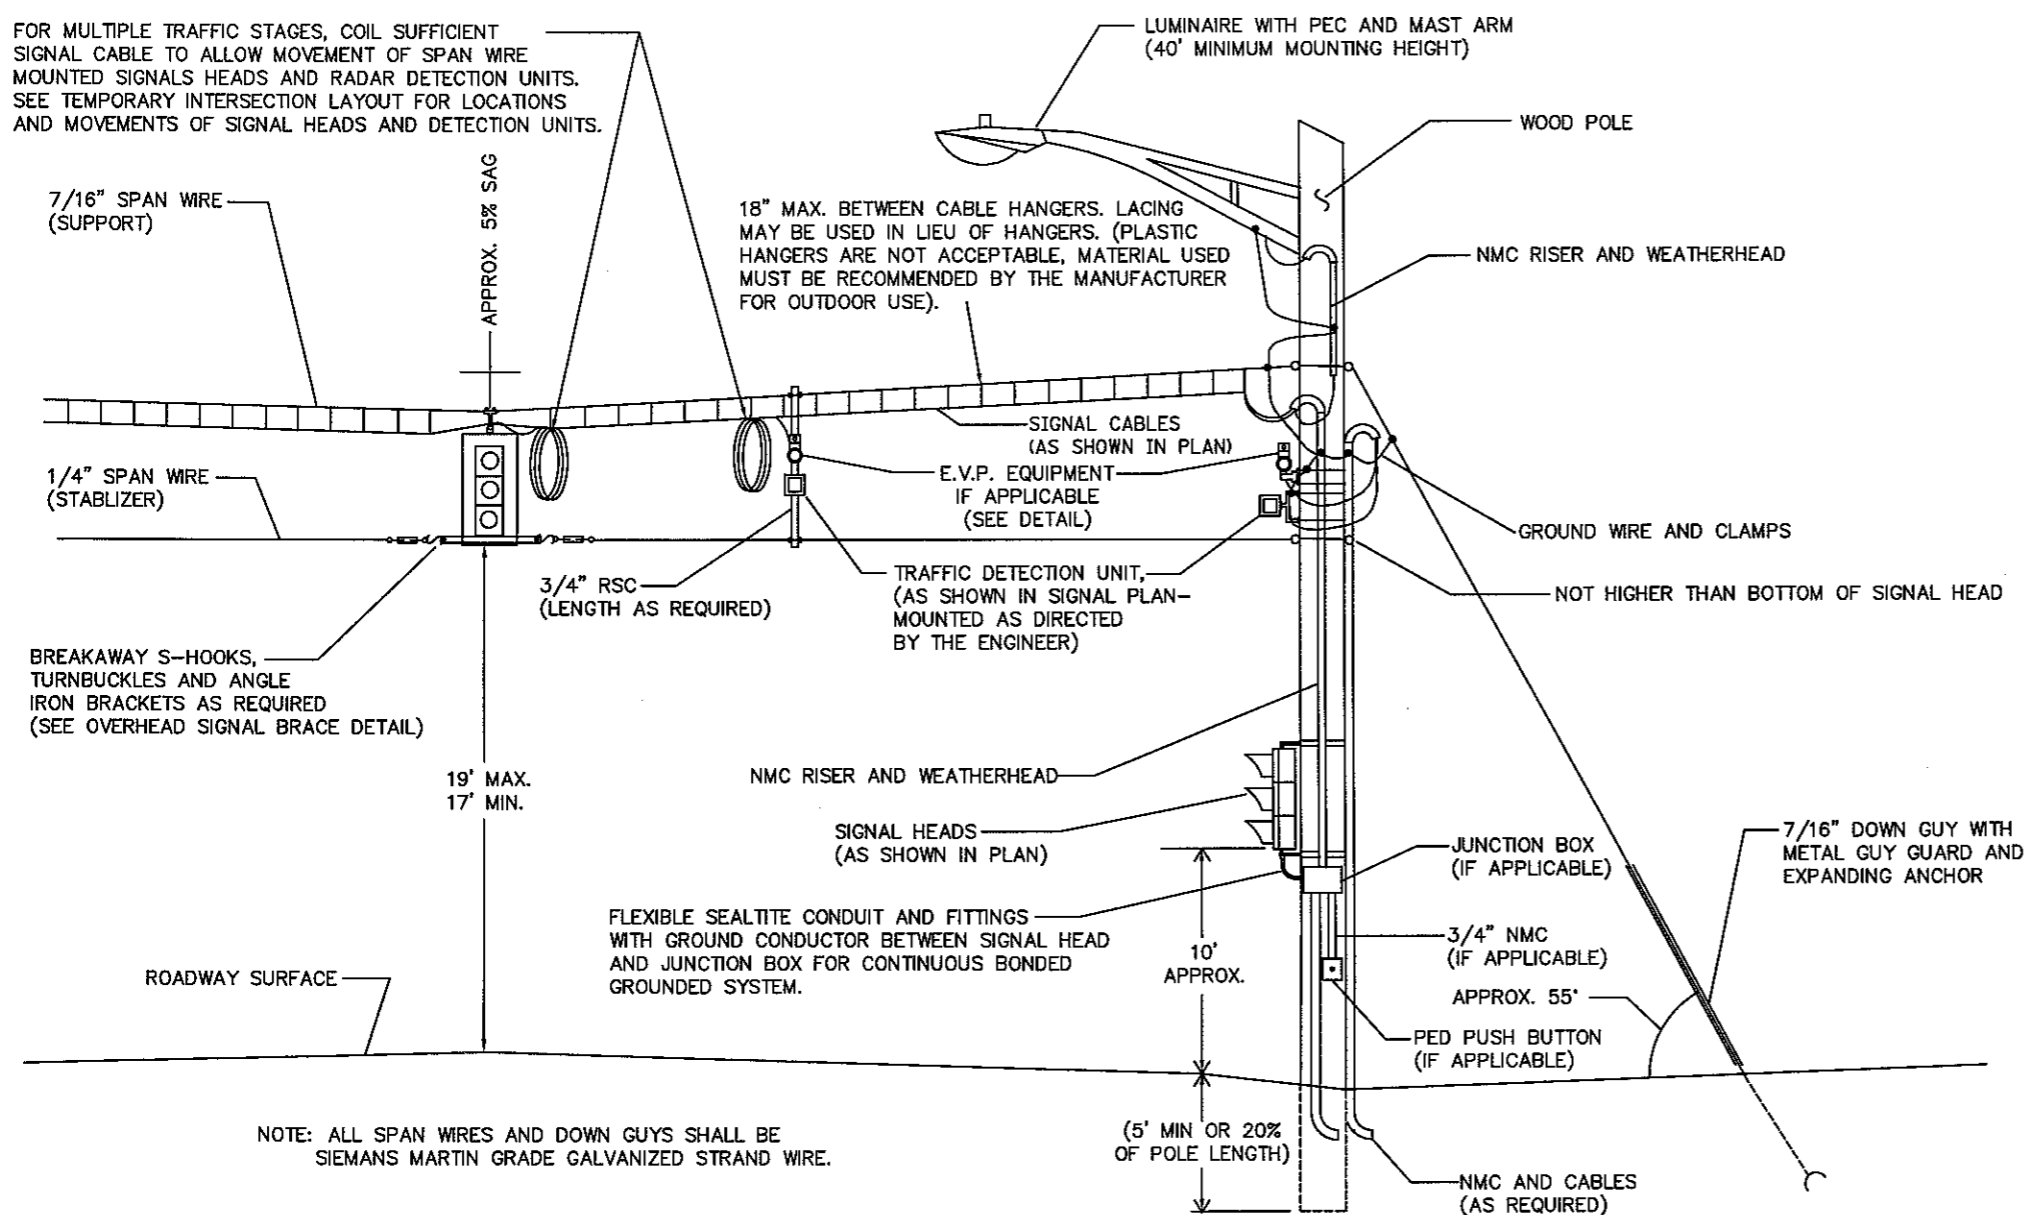 FOR MULTIPLE TRAFFIC STAGES, COIL SUFFICIENT
SIGNAL CABLE TO ALLOW MOVEMENT OF SPAN WIRE
MOUNTED SIGNALS HEADS AND RADAR DETECTION UNITS.
SEE TEMPORARY INTERSECTION LAYOUT FOR LOCATIONS
AND MOVEMENTS OF SIGNAL HEADS AND DETECTION UNITS.
LUMINAIRE WITH PEC AND MAST ARM
(40' MINIMUM MOUNTING HEIGHT)
WOOD POLE
7/16" SPAN WIRE
(SUPPORT)
APPROX. 5% SAG
18" MAX. BETWEEN CABLE HANGERS. LACING
MAY BE USED IN LIEU OF HANGERS. (PLASTIC
HANGERS ARE NOT ACCEPTABLE, MATERIAL USED
MUST BE RECOMMENDED BY THE MANUFACTURER
FOR OUTDOOR USE).
NMC RISER AND WEATHERHEAD
SIGNAL CABLES
(AS SHOWN IN PLAN)
1/4" SPAN WIRE
(STABLIZER)
E.V.P. EQUIPMENT
IF APPLICABLE
(SEE DETAIL)
GROUND WIRE AND CLAMPS
3/4" RSC
(LENGTH AS REQUIRED)
TRAFFIC DETECTION UNIT,
(AS SHOWN IN SIGNAL PLAN-
MOUNTED AS DIRECTED
BY THE ENGINEER)
NOT HIGHER THAN BOTTOM OF SIGNAL HEAD
BREAKAWAY S-HOOKS,
TURNBUCKLES AND ANGLE
IRON BRACKETS AS REQUIRED
(SEE OVERHEAD SIGNAL BRACE DETAIL)
19' MAX.
17' MIN.
NMC RISER AND WEATHERHEAD
SIGNAL HEADS
(AS SHOWN IN PLAN)
JUNCTION BOX
(IF APPLICABLE)
7/16" DOWN GUY WITH
METAL GUY GUARD AND
EXPANDING ANCHOR
FLEXIBLE SEALTITE CONDUIT AND FITTINGS
WITH GROUND CONDUCTOR BETWEEN SIGNAL HEAD
AND JUNCTION BOX FOR CONTINUOUS BONDED
GROUNDED SYSTEM.
10'
APPROX.
3/4" NMC
(IF APPLICABLE)
ROADWAY SURFACE
APPROX. 55°
PED PUSH BUTTON
(IF APPLICABLE)
NOTE: ALL SPAN WIRES AND DOWN GUYS SHALL BE
SIEMANS MARTIN GRADE GALVANIZED STRAND WIRE.
(5' MIN OR 20%
OF POLE LENGTH)
NMC AND CABLES
(AS REQUIRED)